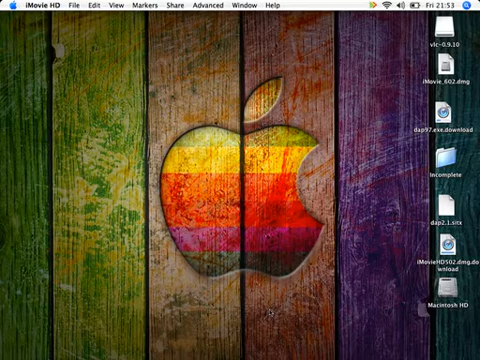 iMovie HD File Edit View Markers Share Advanced Window Help Fri 21:53
vlc-0.9.10
iMovie_602.dmg
dap97.exe.download
Incomplete
dap2.1.sitx
iMovieHD502.dmg.do
wnload
Macintosh HD